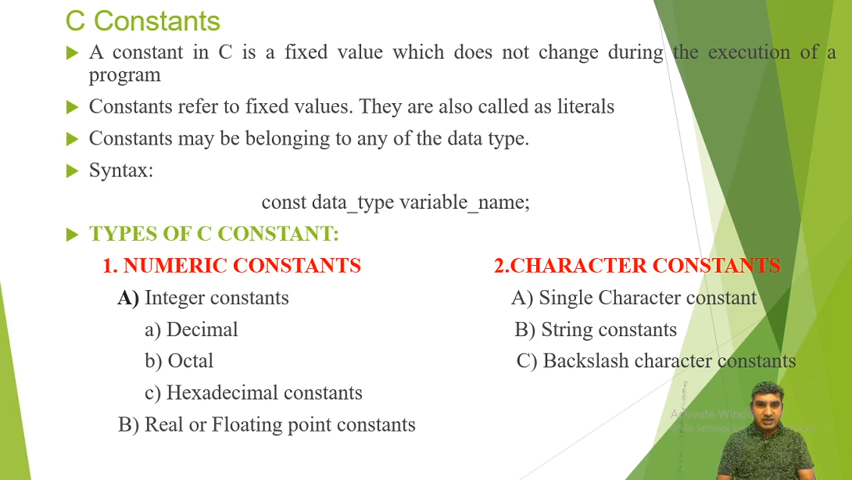 C Constants
A constant in C is a fixed value which does not change during the execution of a
program
Constants refer to fixed values. They are also called as literals
Constants may be belonging to any of the data type.
Syntax:
const data_type variable_name;
TYPES OF C CONSTANT:
1. NUMERIC CONSTANTS
A) Integer constants
a) Decimal
b) Octal
c) Hexadecimal constants
B) Real or Floating point constants
2.CHARACTER CONSTANTS
A) Single Character constant
B) String constants
C) Backslash character constants
Activate